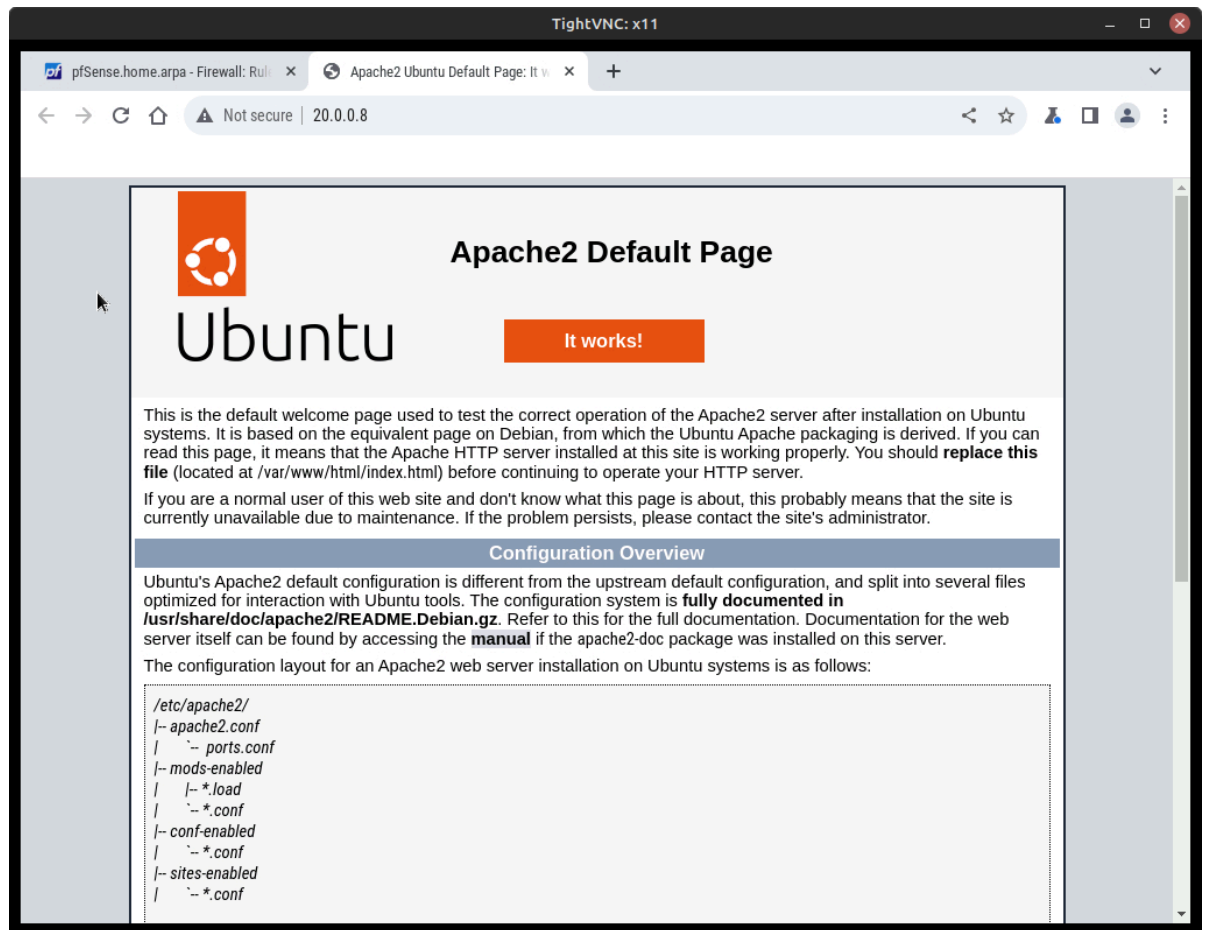 TightVNC: x11
pfSense.home.arpa - Firewall: Rul
Apache2 Ubuntu Default Page: It w
Not secure | 20.0.0.8
Apache2 Default Page
Ubuntu
It works!
This is the default welcome page used to test the correct operation of the Apache2 server after installation on Ubuntu
systems. It is based on the equivalent page on Debian, from which the Ubuntu Apache packaging is derived. If you can
read this page, it means that the Apache HTTP server installed at this site is working properly. You should replace this
file (located at /var/www/html/index.html) before continuing to operate your HTTP server.
If you are a normal user of this web site and don't know what this page is about, this probably means that the site is
currently unavailable due to maintenance. If the problem persists, please contact the site's administrator.
Configuration Overview
Ubuntu's Apache2 default configuration is different from the upstream default configuration, and split into several files
optimized for interaction with Ubuntu tools. The configuration system is fully documented in
/usr/share/doc/apache2/README.Debian.gz. Refer to this for the full documentation. Documentation for the web
server itself can be found by accessing the manual if the apache2-doc package was installed on this server.
The configuration layout for an Apache2 web server installation on Ubuntu systems is as follows:
/etc/apache2/
|-- apache2.conf
|       `--  ports.conf
|-- mods-enabled
|       |-- *.load
|       `-- *.conf
|-- conf-enabled
|       `-- *.conf
|-- sites-enabled
|       `-- *.conf